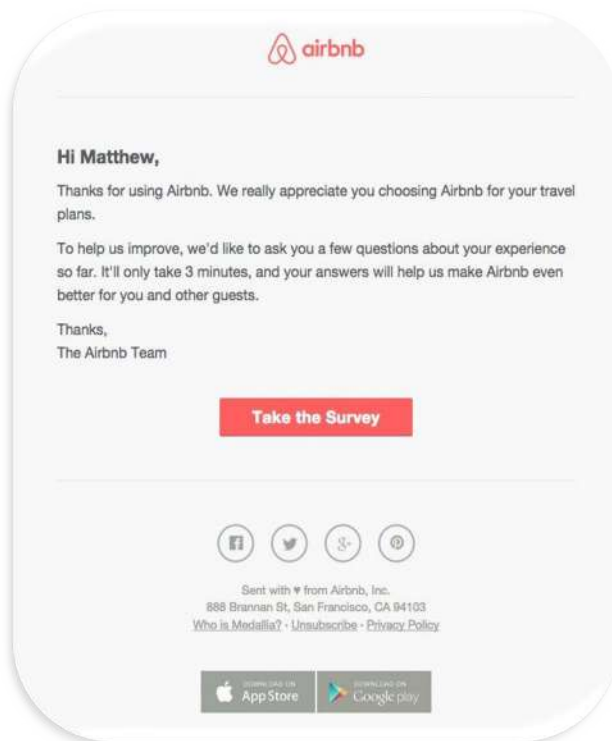 airbnb
Hi Matthew,
Thanks for using Airbnb. We really appreciate you choosing Airbnb for your travel
plans.
To help us improve, we'd like to ask you a few questions about your experience
so far. It'll only take 3 minutes, and your answers will help us make Airbnb even
better for you and other guests.
Thanks,
The Airbnb Team
Take the Survey
Sent with ♥ from Airbnb, Inc.
888 Brannan St, San Francisco, CA 94103
Who is Medallia? - Unsubscribe - Privacy Policy
DOWNLOAD ON
App Store
DOWNLOAD ON
Google play